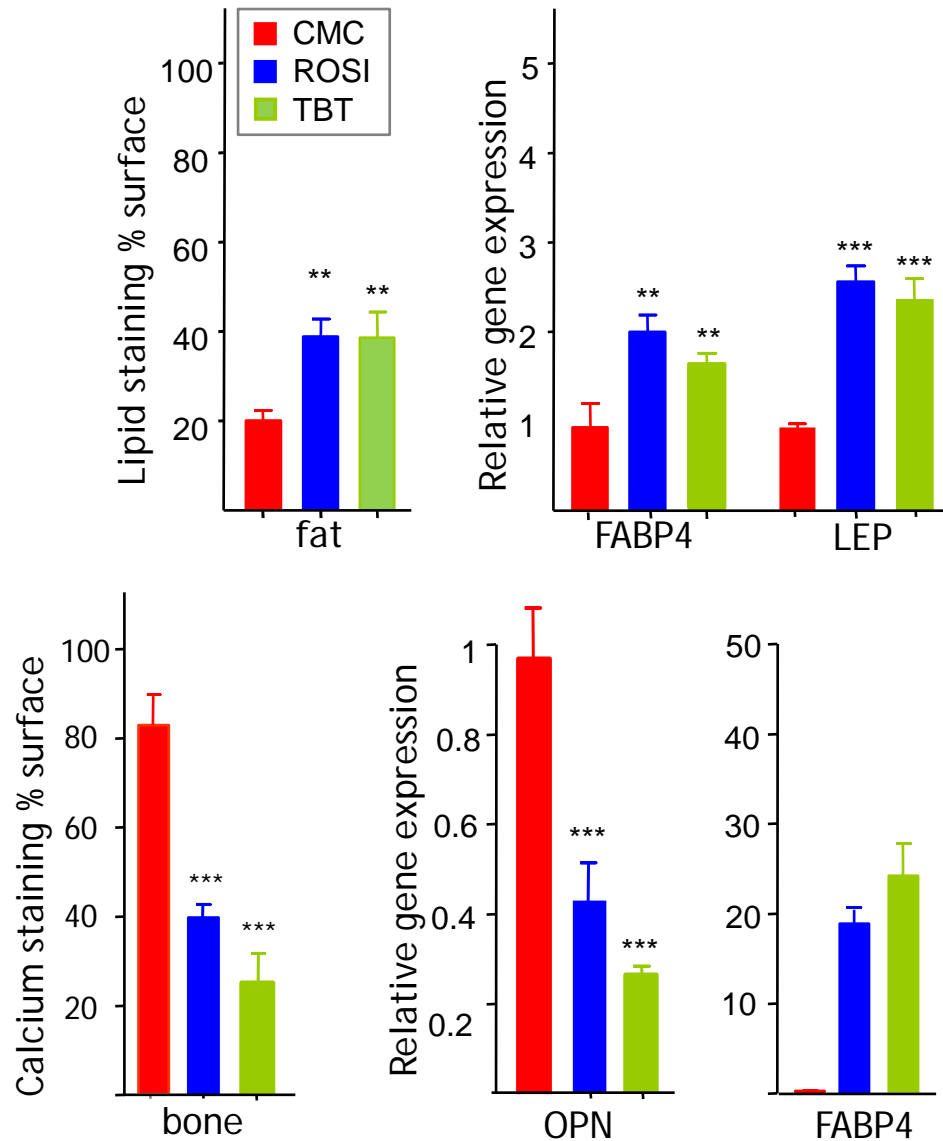 CMC
ROSI
TBT
Lipid staining % surface
100
80
60
40
20
**
**
fat
Relative gene expression
5
4
3
2
1
**
**
***
***
FABP4
LEP
Calcium staining % surface
100
80
60
40
20
***
***
bone
Relative gene expression
1
0.8
0.6
0.4
0.2
***
***
OPN
50
40
30
20
10
FABP4